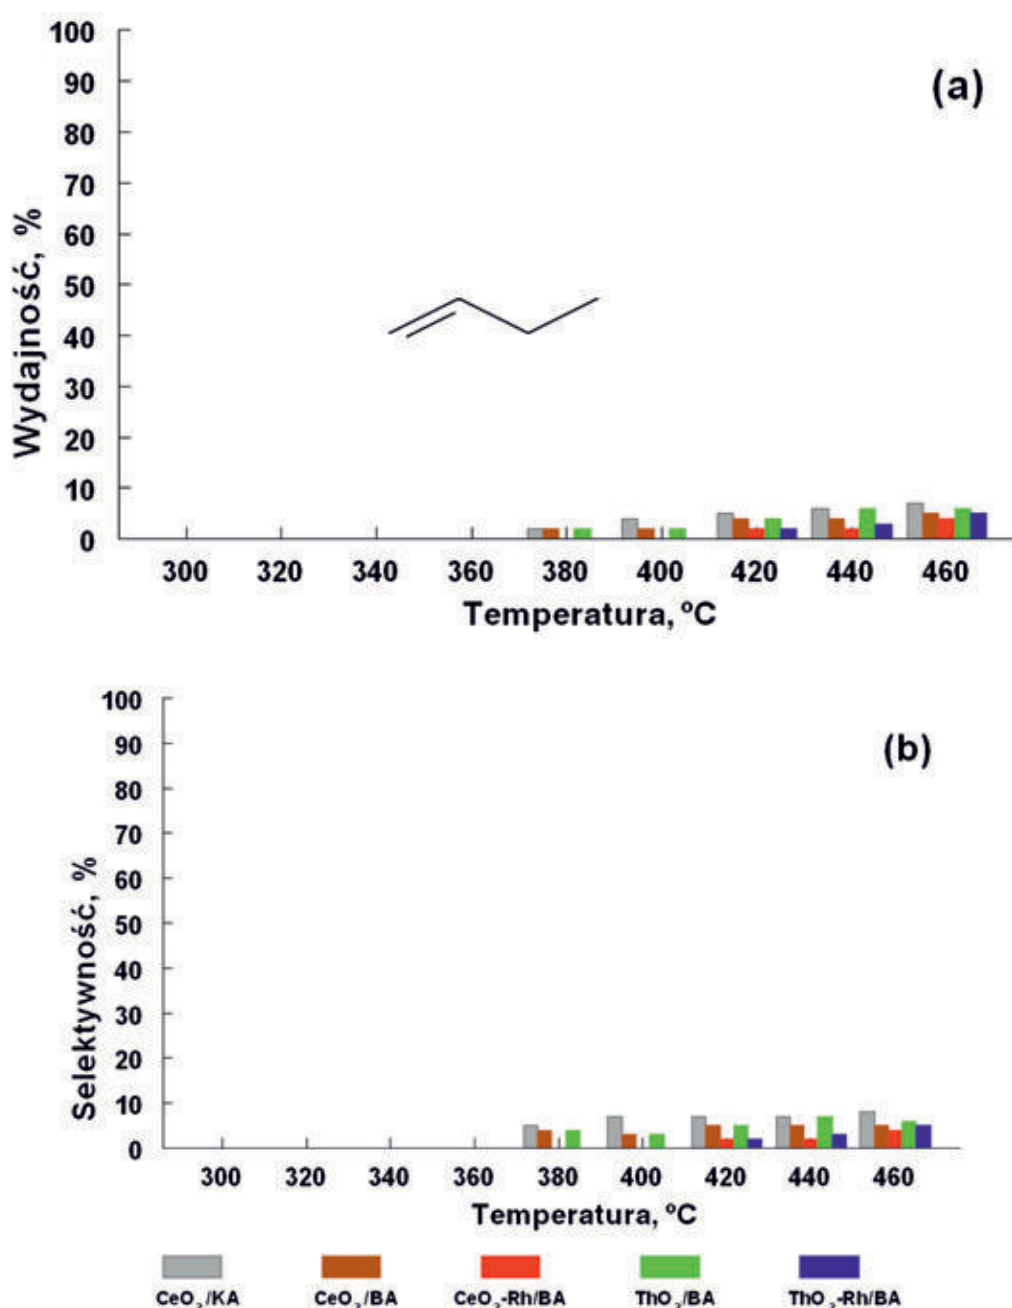 100
(a)
90
80
70
60
50
40
30
20
10
0
Wydajność, %
300 320 340 360 380 400 420 440 460
Temperatura, ºC
100
(b)
90
80
70
60
50
40
30
20
10
0
Selektywność, %
300 320 340 360 380 400 420 440 460
Temperatura, ºC
CeO₂/KA CeO₂/BA CeO₂-Rh/BA ThO₂/BA ThO₂-Rh/BA